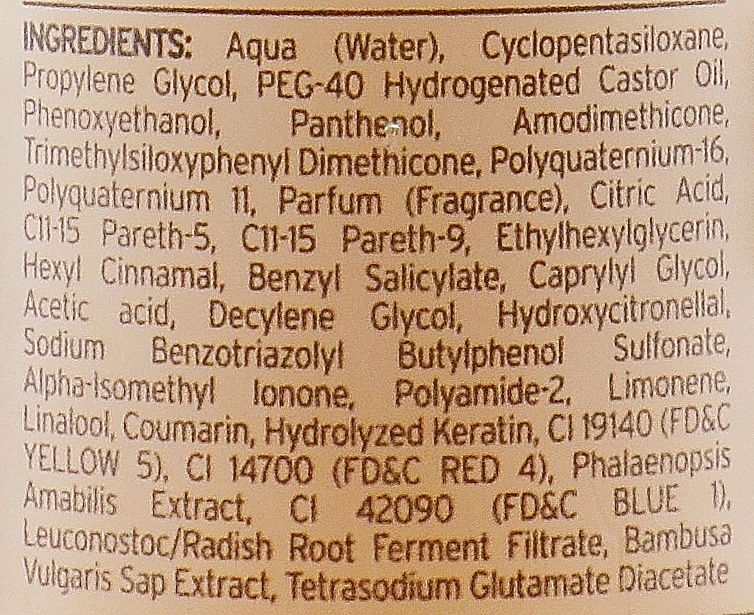 INGREDIENTS: Aqua (Water), Cyclopentasiloxane,
Propylene Glycol, PEG-40 Hydrogenated Castor Oil,
Phenoxyethanol, Panthenol, Amodimethicone,
Trimethylsiloxyphenyl Dimethicone, Polyquaternium-16,
Polyquaternium 11, Parfum (Fragrance), Citric Acid,
C11-15 Pareth-5, C11-15 Pareth-9, Ethylhexylglycerin,
Hexyl Cinnamal, Benzyl Salicylate, Caprylyl Glycol,
Acetic acid, Decylene Glycol, Hydroxycitronellal,
Sodium Benzotriazolyl Butylphenol Sulfonate,
Alpha-Isomethyl Ionone, Polyamide-2, Limonene,
Linalool, Coumarin, Hydrolyzed Keratin, CI 19140 (FD&C
YELLOW 5), CI 14700 (FD&C RED 4), Phalaenopsis
Amabilis Extract, CI 42090 (FD&C BLUE 1),
Leuconostoc/Radish Root Ferment Filtrate, Bambusa
Vulgaris Sap Extract, Tetrasodium Glutamate Diacetate